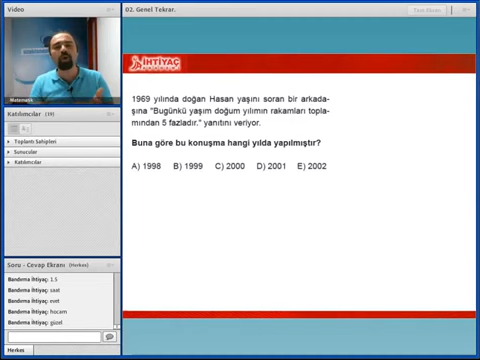 Video
02. Genel Tekrar.
Tam Ekran
Matematik
Katılımcılar (19)
Toplantı Sahipleri
Sunucular
Katılımcılar
Soru - Cevap Ekranı (Herkes)
Bandırma İhtiyaç: 1.5
Bandırma İhtiyaç: saat
Bandırma İhtiyaç: evet
Bandırma İhtiyaç: hocam
Bandırma İhtiyaç: güzel
Herkes
İHTİYAÇ
1969 yılında doğan Hasan yaşını soran bir arkada-
şına "Bugünkü yaşım doğum yılımın rakamları topla-
mından 5 fazladır." yanıtını veriyor.
Buna göre bu konuşma hangi yılda yapılmıştır?
A) 1998 B) 1999 C) 2000 D) 2001 E) 2002